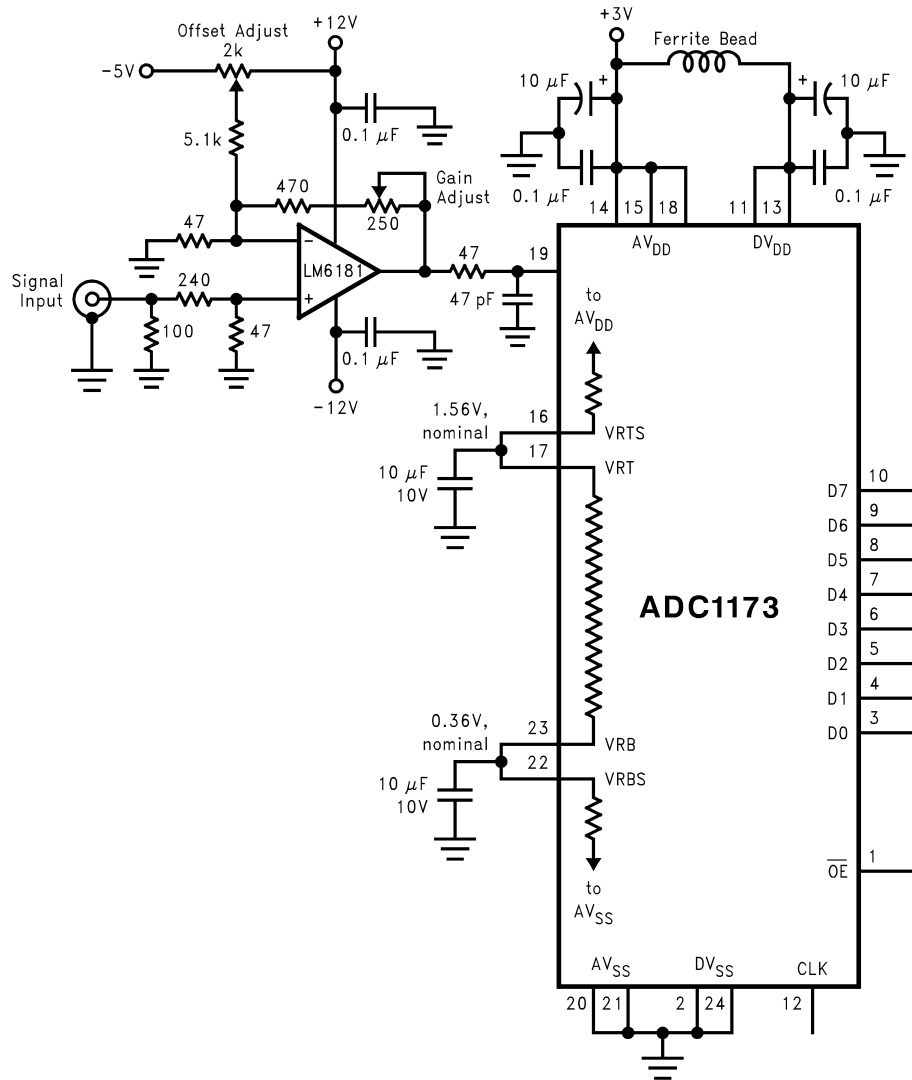 Offset Adjust
2k
+12V
-5V
0.1 μF
5.1k
470
Gain
Adjust
250
47
LM6181
−
+
Signal
Input
240
100
47
0.1 μF
-12V
47
47 pF
19
+3V
Ferrite Bead
10 μF
+
+
10 μF
0.1 μF
0.1 μF
14
15
18
11
13
AVDD
DVDD
to
AVDD
1.56V,
nominal
16
VRTS
17
VRT
10 μF
10V
ADC1173
D7
10
D6
9
D5
8
D4
7
D3
6
D2
5
D1
4
D0
3
0.36V,
nominal
23
VRB
22
VRBS
10 μF
10V
to
AVSS
OE
1
AVSS
DVSS
CLK
20
21
2
24
12